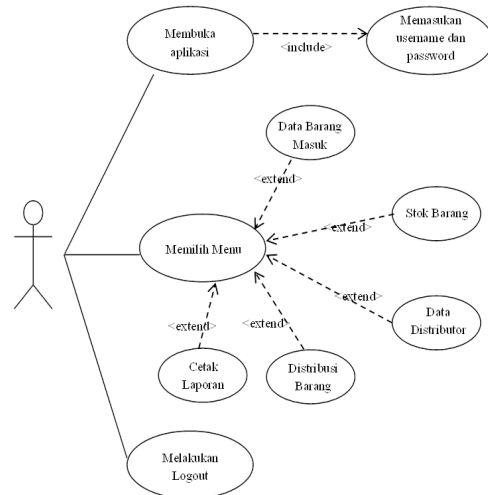 Membuka
aplikasi
<include>
Memasukan
username dan
password
Data Barang
Masuk
<extend>
Stok Barang
<extend>
Memilih Menu
<extend>
Data
Distributor
<extend>
<extend>
Cetak
Laporan
Distribusi
Barang
Melakukan
Logout